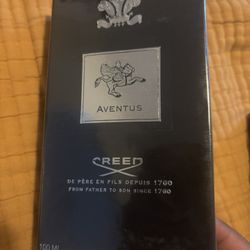 AVENTUS
CREED
DE PÈRE EN FILS DEPUIS 1760
FROM FATHER TO SON SINCE 1760
100 ML